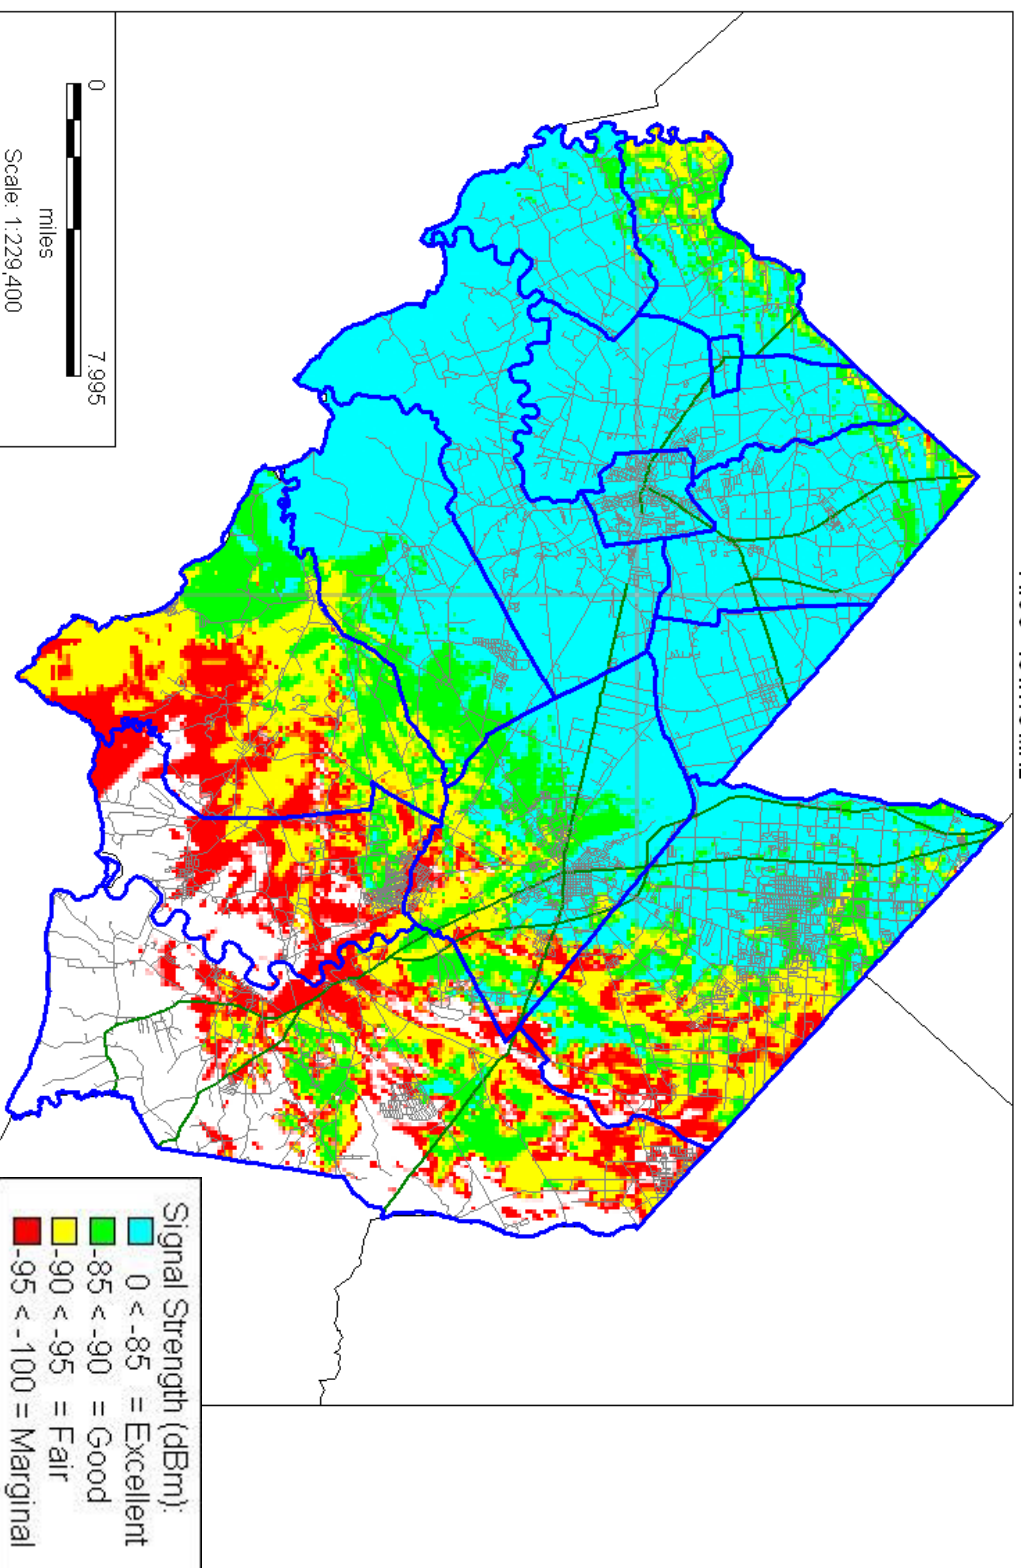 Signal Strength (dBm):
0 < -85 = Excellent
-85 < -90 = Good
-90 < -95 = Fair
-95 < -100 = Marginal
0 7.995
miles
Scale: 1:229,400